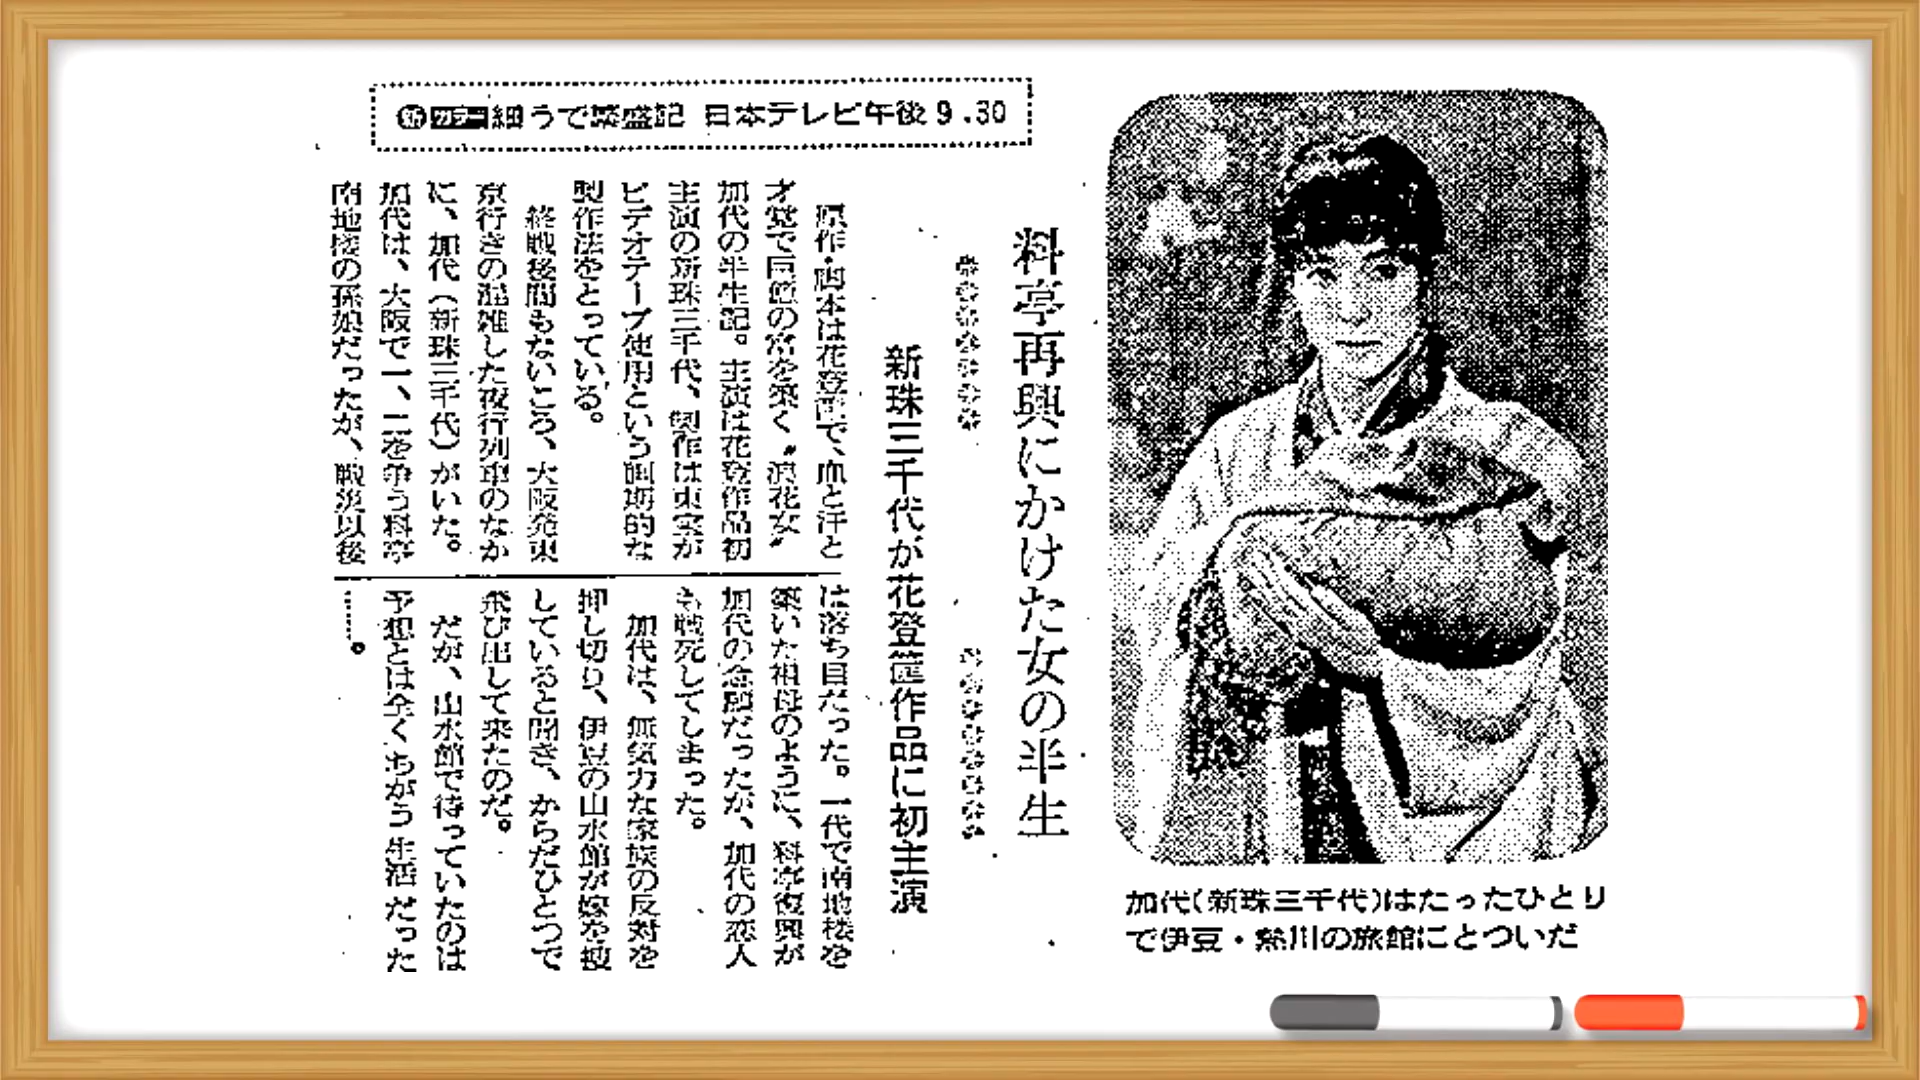 新カラー細うで繁盛記 日本テレビ午後9.30
料亭再興にかけた女の半生
新珠三千代が花登筐作品に初主演
原作・脚本は花登筐で、血と汗と
才覚で巨億の富を築く〝浪花女〟
加代の半生記。主演は花登作品初
主演の新珠三千代、製作は東宝が
ビデオテープ使用という画期的な
製作法をとっている。
終戦後間もないころ、大阪発東
京行きの混雑した夜行列車のなか
に、加代（新珠三千代）がいた。
加代は、大阪で一、二を争う料亭
南地楼の孫娘だったが、戦災以後
は落ち目だった。一代で南地楼を
築いた祖母のように、料亭復興が
加代の念願だったが、加代の恋人
も戦死してしまった。
加代は、無気力な家族の反対を
押し切り、伊豆の山水館が嫁を捜
していると聞き、からだひとつで
飛び出して来たのだ。
だが、山水館で待っていたのは
予想とは全くちがう生活だった
……。
加代(新珠三千代)はたったひとり
で伊豆・熱川の旅館にとついだ